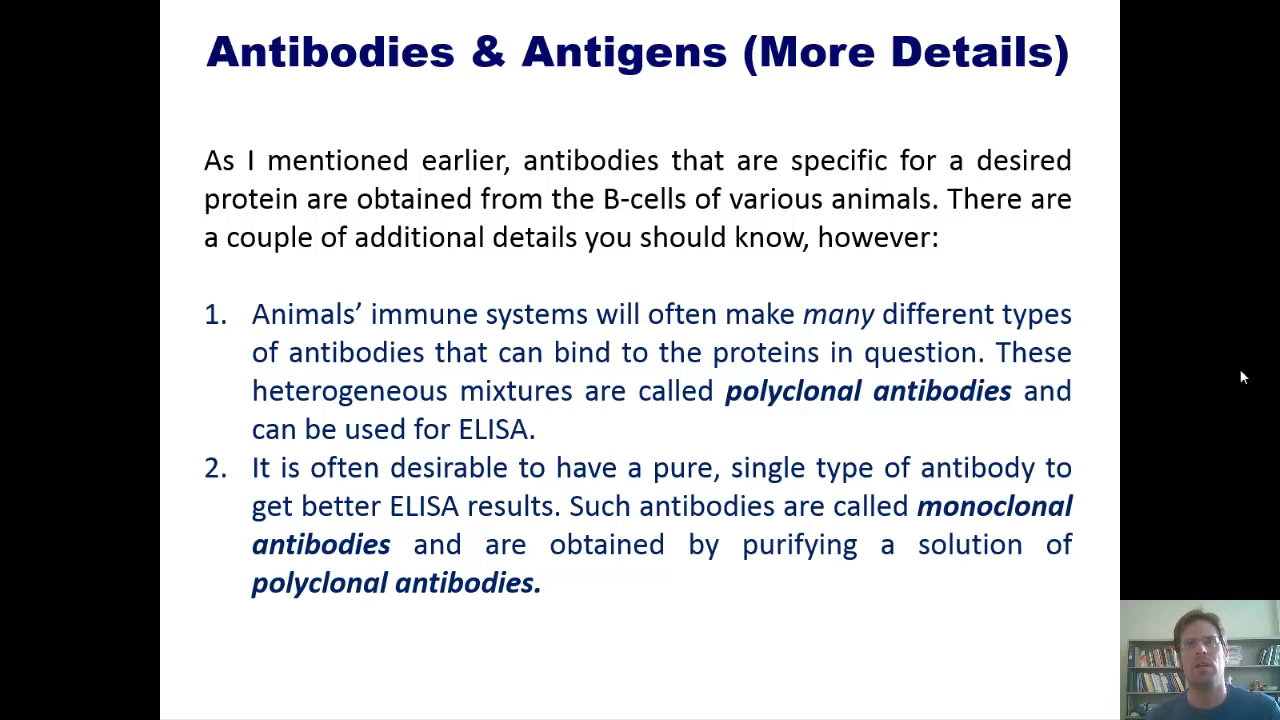 Antibodies & Antigens (More Details)
As I mentioned earlier, antibodies that are specific for a desired
protein are obtained from the B-cells of various animals. There are
a couple of additional details you should know, however:
1. Animals’ immune systems will often make many different types
of antibodies that can bind to the proteins in question. These
heterogeneous mixtures are called polyclonal antibodies and
can be used for ELISA.
2. It is often desirable to have a pure, single type of antibody to
get better ELISA results. Such antibodies are called monoclonal
antibodies and are obtained by purifying a solution of
polyclonal antibodies.